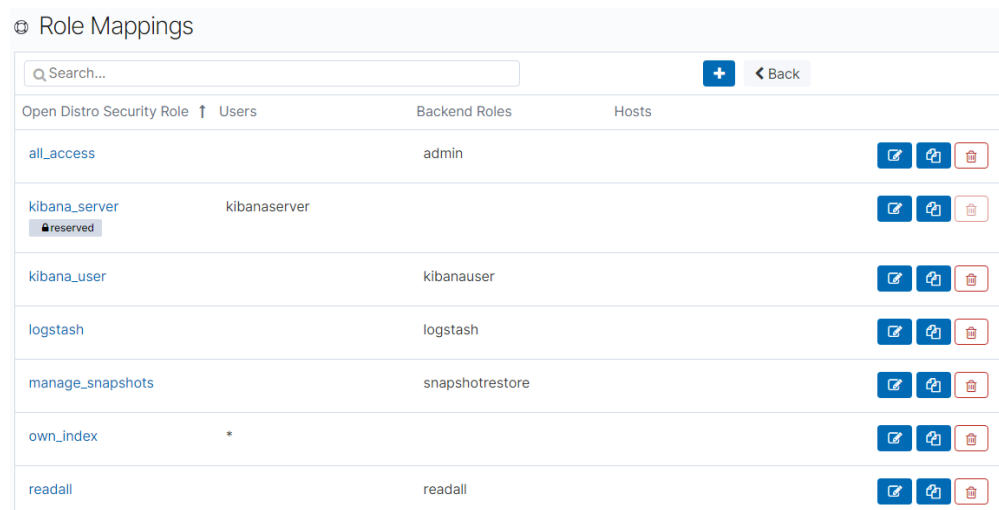 Role Mappings
Search...
+ Back
Open Distro Security Role Users Backend Roles Hosts
all_access admin
kibana_server kibanaserver
reserved
kibana_user kibanauser
logstash logstash
manage_snapshots snapshotrestore
own_index *
readall readall